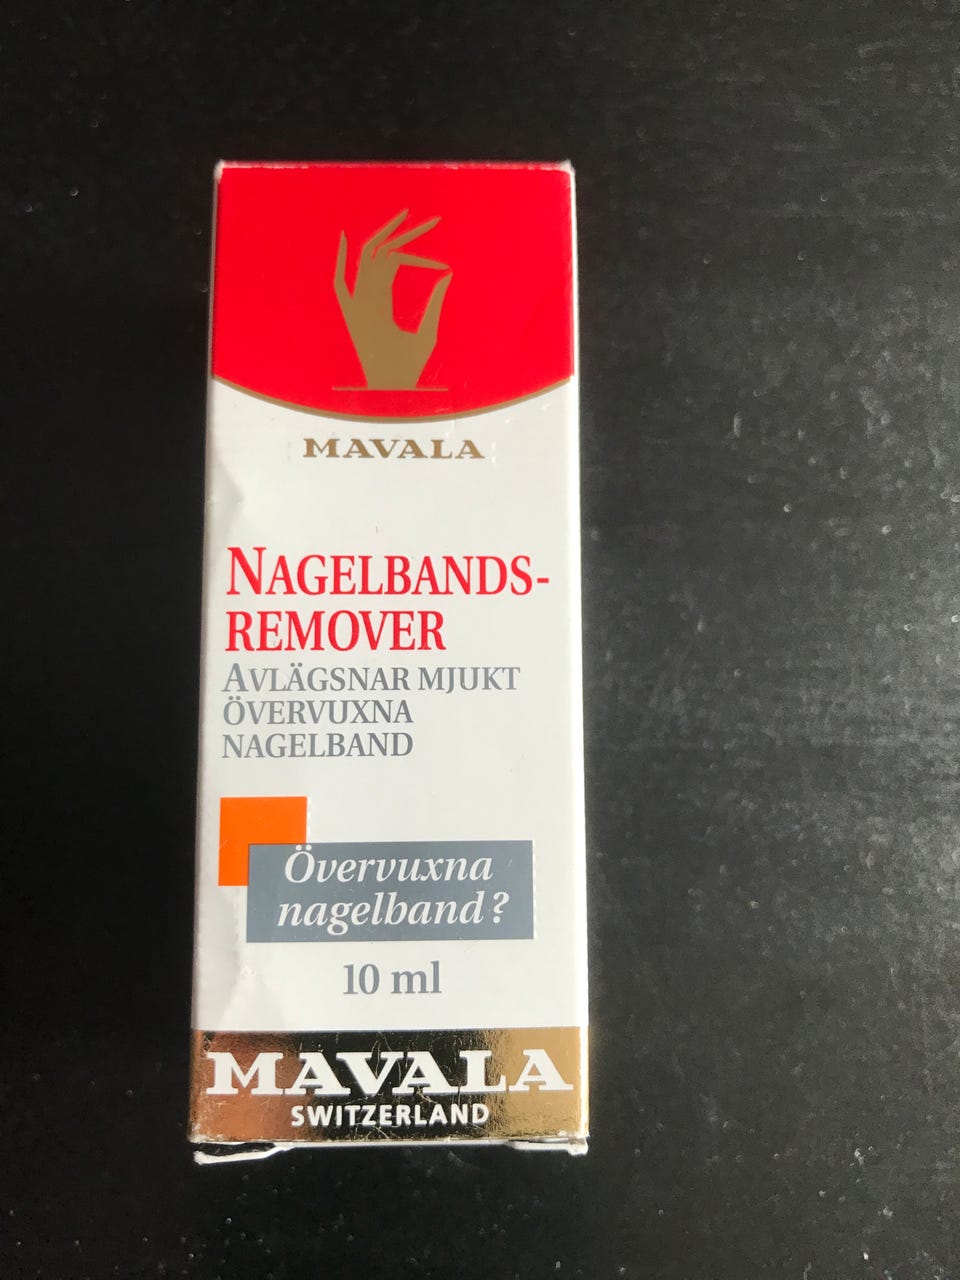 MAVALA
NAGELBANDS-
REMOVER
AVLÄGSNAR MJUKT
ÖVERVUXNA
NAGELBAND
Övervuxna
nagelband?
10 ml
MAVALA
SWITZERLAND